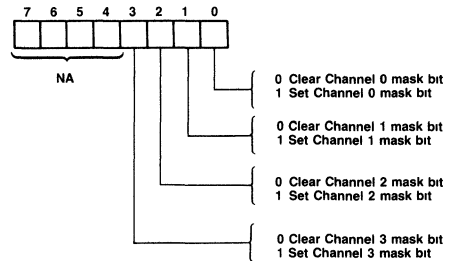 7 6 5 4 3 2 1 0
NA
0 Clear Channel 0 mask bit
1 Set Channel 0 mask bit
0 Clear Channel 1 mask bit
1 Set Channel 1 mask bit
0 Clear Channel 2 mask bit
1 Set Channel 2 mask bit
0 Clear Channel 3 mask bit
1 Set Channel 3 mask bit